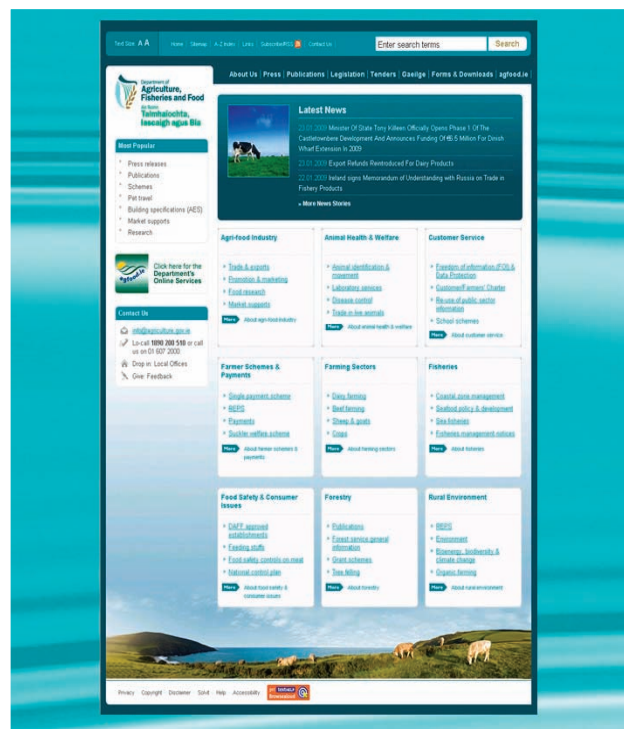 Text Size: A A
Home | Sitemap | A-Z Index | Links | Subscribe/RSS | Contact us
Enter search terms
Search
Department of
Agriculture,
Fisheries and Food
An Roinn
Talmhaíochta,
Iascaigh agus Bia
About Us | Press | Publications | Legislation | Tenders | Gaeilge | Forms & Downloads | agfood.ie |
Latest News
23.01.2009 Minister Of State Tony Killeen Officially Opens Phase 1 Of The
Castletownbere Development And Announces Funding Of €6.5 Million For Dinish
Wharf Extension In 2009
23.01.2009 Export Refunds Reintroduced For Dairy Products
22.01.2009 Ireland signs Memorandum of Understanding with Russia on Trade in
Fishery Products
» More News Stories
Most Popular
Press releases
Publications
Schemes
Pet travel
Building specifications (AES)
Market supports
Research
agfood.ie
Click here for the
Department's
Online Services
Contact Us
info@agriculture.gov.ie
Lo-call 1890 200 510 or call
us on 01 607 2000
Drop in: Local Offices
Give: Feedback
Agri-food Industry
Trade & exports
Promotion & marketing
Food research
Market supports
More About agri-food industry
Animal Health & Welfare
Animal identification &
movement
Laboratory services
Disease control
Trade in live animals
More About animal health & welfare
Customer Service
Freedom of information (FOI) &
Data Protection
Customer/Farmers' Charter
Re-use of public sector
information
School schemes
More About customer service
Farmer Schemes &
Payments
Single payment scheme
REPS
Payments
Suckler welfare scheme
More About farmer schemes &
payments
Farming Sectors
Dairy farming
Beef farming
Sheep & goats
Crops
More About farming sectors
Fisheries
Coastal zone management
Seafood policy & development
Sea fisheries
Fisheries management notices
More About fisheries
Food Safety & Consumer
Issues
DAFF approved
establishments
Feeding stuffs
Food safety controls on meat
National control plan
More About food safety &
consumer issues
Forestry
Publications
Forest service general
information
Grant schemes
Tree felling
More About forestry
Rural Environment
REPS
Environment
Bioenergy, biodiversity &
climate change
Organic farming
More About rural environment
Privacy Copyright Disclaimer Solvit Help Accessibility